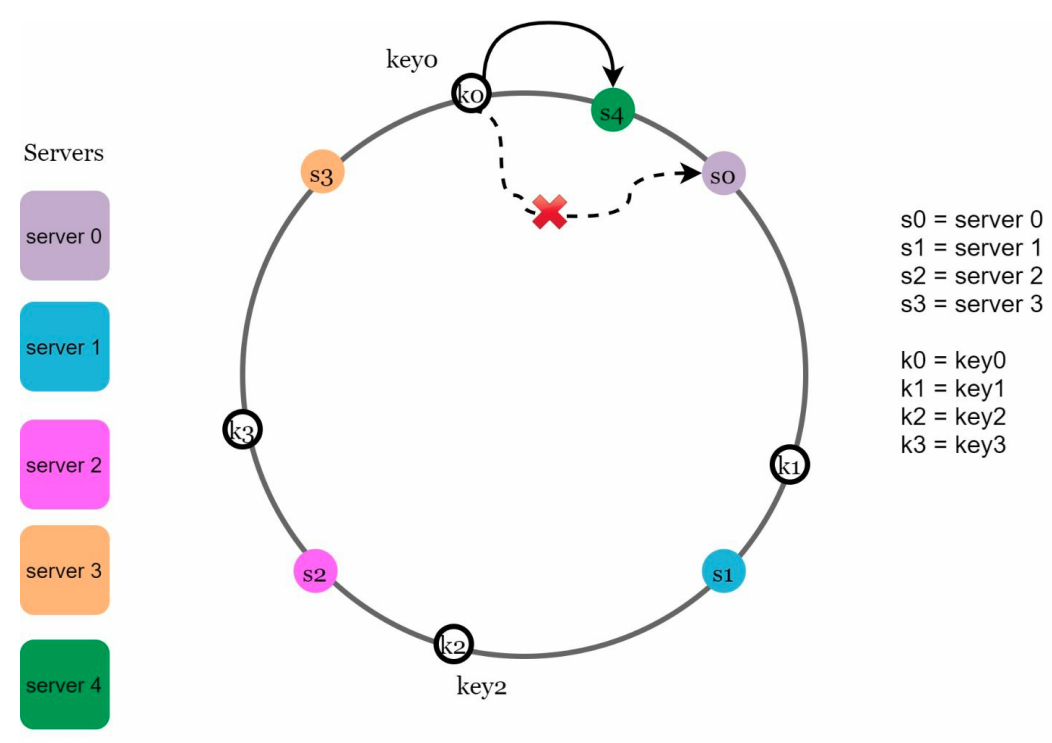 key0
k0
s4
Servers
s3
s0
server 0
s0 = server 0
s1 = server 1
s2 = server 2
s3 = server 3
server 1
k0 = key0
k1 = key1
k2 = key2
k3 = key3
k3
server 2
k1
server 3
s2
s1
k2
server 4
key2